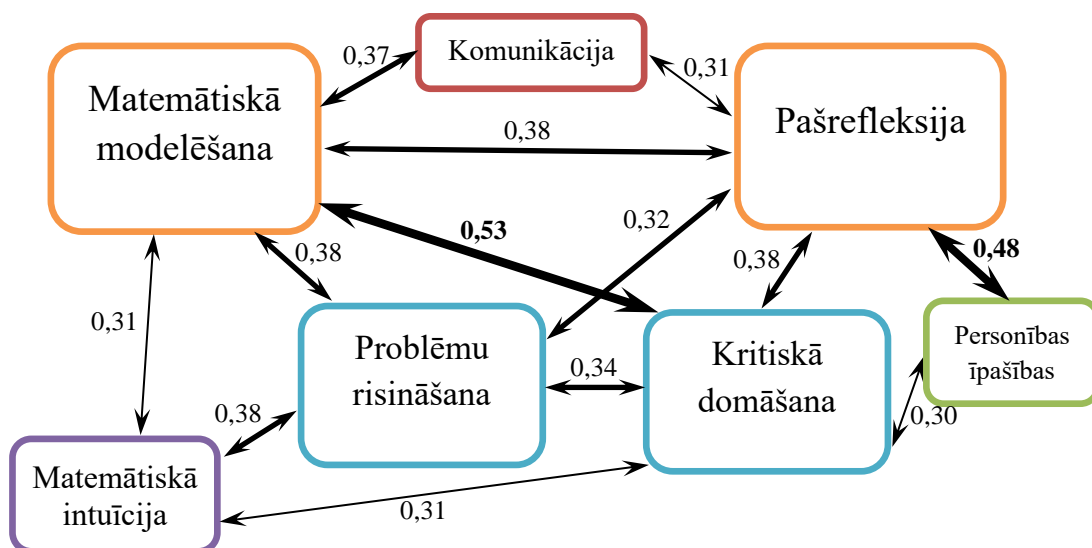 0,37
Komunikācija
0,31
Matemātiskā
modelēšana
Pašrefleksija
0,38
0,53
0,32
0,38
0,38
0,48
0,31
Problēmu
risināšana
Kritiskā
domāšana
Personības
īpašības
0,34
0,38
0,30
Matemātiskā
intuīcija
0,31